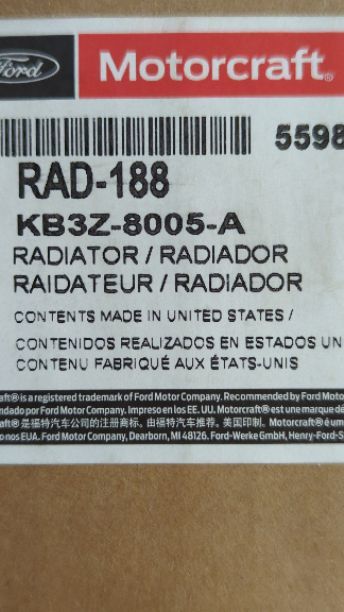 Ford
Motorcraft®
5598
RAD-188
KB3Z-8005-A
RADIATOR / RADIADOR
RAIDATEUR / RADIADOR
CONTENTS MADE IN UNITED STATES /
CONTENIDOS REALIZADOS EN ESTADOS UN
CONTENU FABRIQUÉ AUX ÉTATS-UNIS
aft® is a registered trademark of Ford Motor Company. Recommended by Ford Moto
ndado por Ford Motor Company. Impreso en los EE. UU. Motorcraft® est une marque dé
aft® 是福特汽车公司的注册商标。由福特汽车推荐。美国印制。 Motorcraft® é um
o nos EUA. Ford Motor Company, Dearborn, MI 48126. Ford-Werke GmbH, Henry-Ford-S